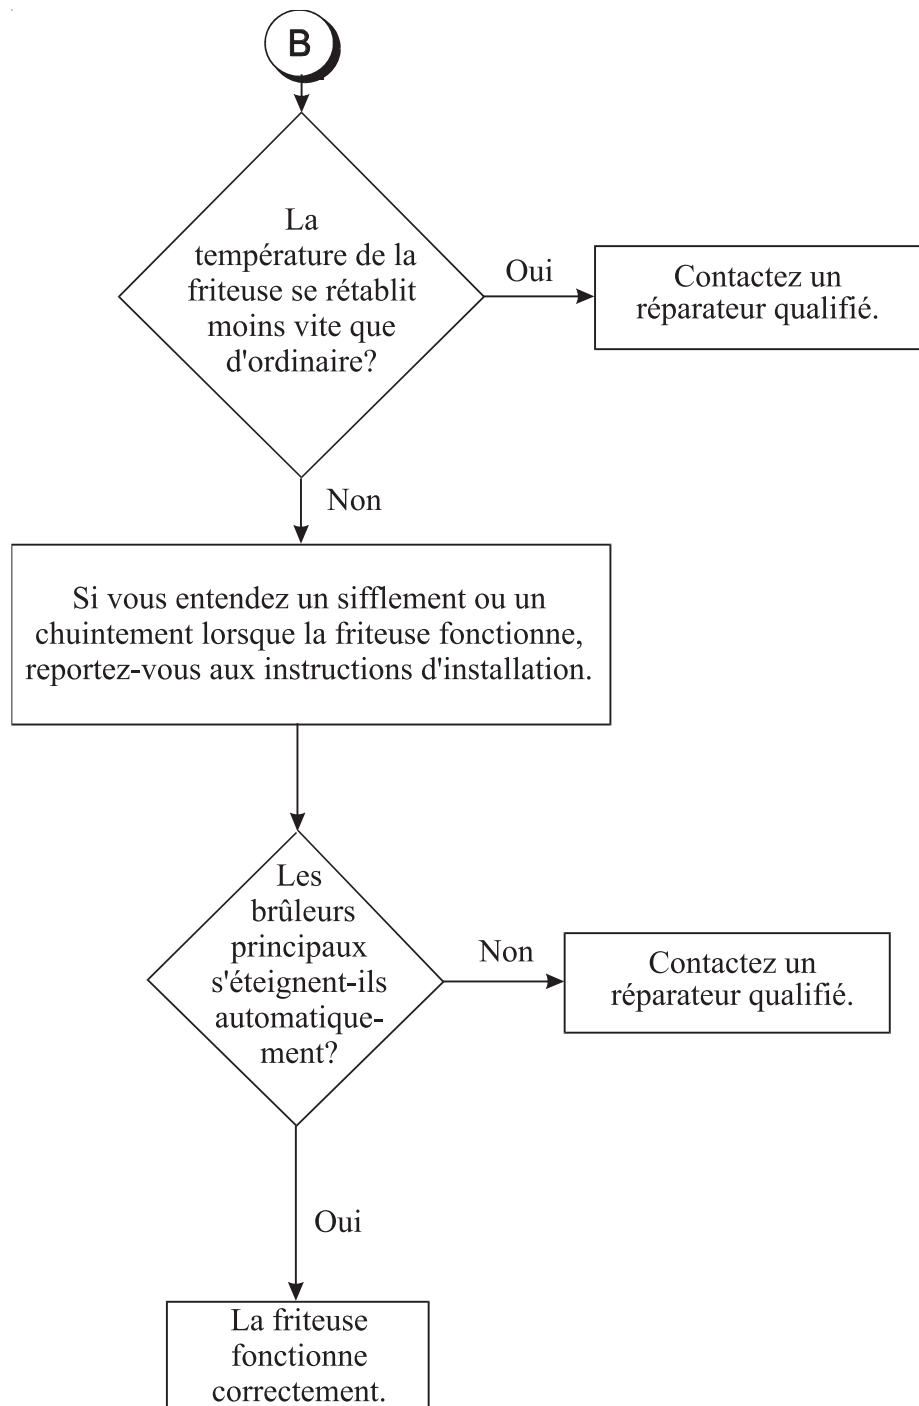 B
La
température de la
friteuse se rétablit
moins vite que
d'ordinaire?
Oui
Contactez un
réparateur qualifié.
Non
Si vous entendez un sifflement ou un
chuintement lorsque la friteuse fonctionne,
reportez-vous aux instructions d'installation.
Les
brûleurs
principaux
s'éteignent-ils
automatique-
ment?
Non
Contactez un
réparateur qualifié.
Oui
La friteuse
fonctionne
correctement.